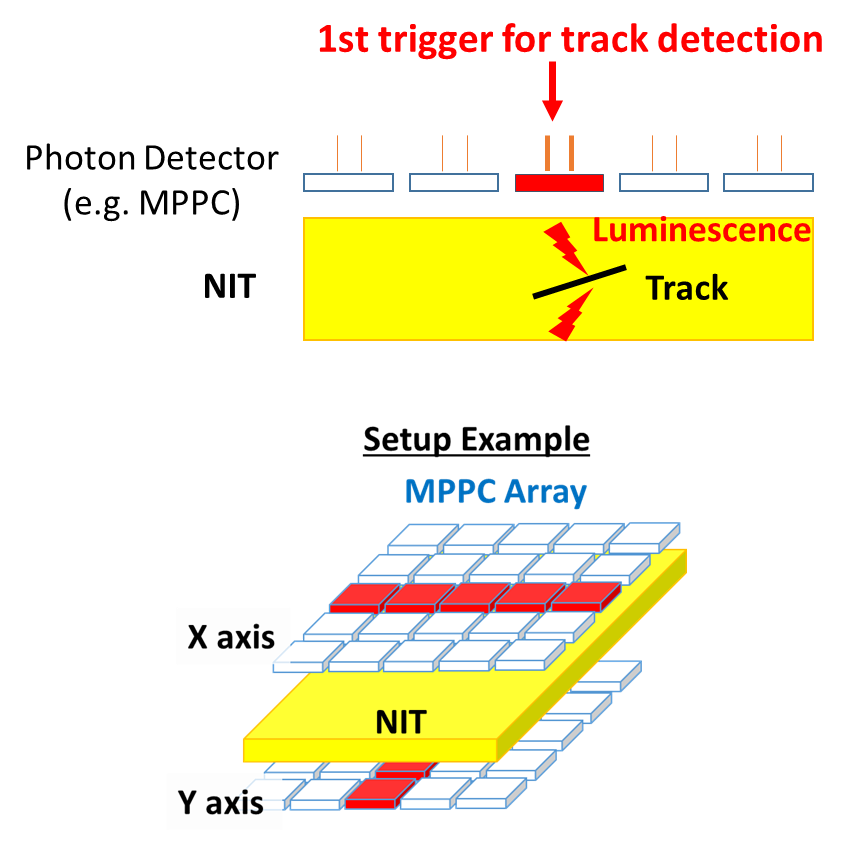 1st trigger for track detection
Photon Detector
(e.g. MPPC)
Luminescence
NIT
Track
Setup Example
MPPC Array
X axis
NIT
Y axis